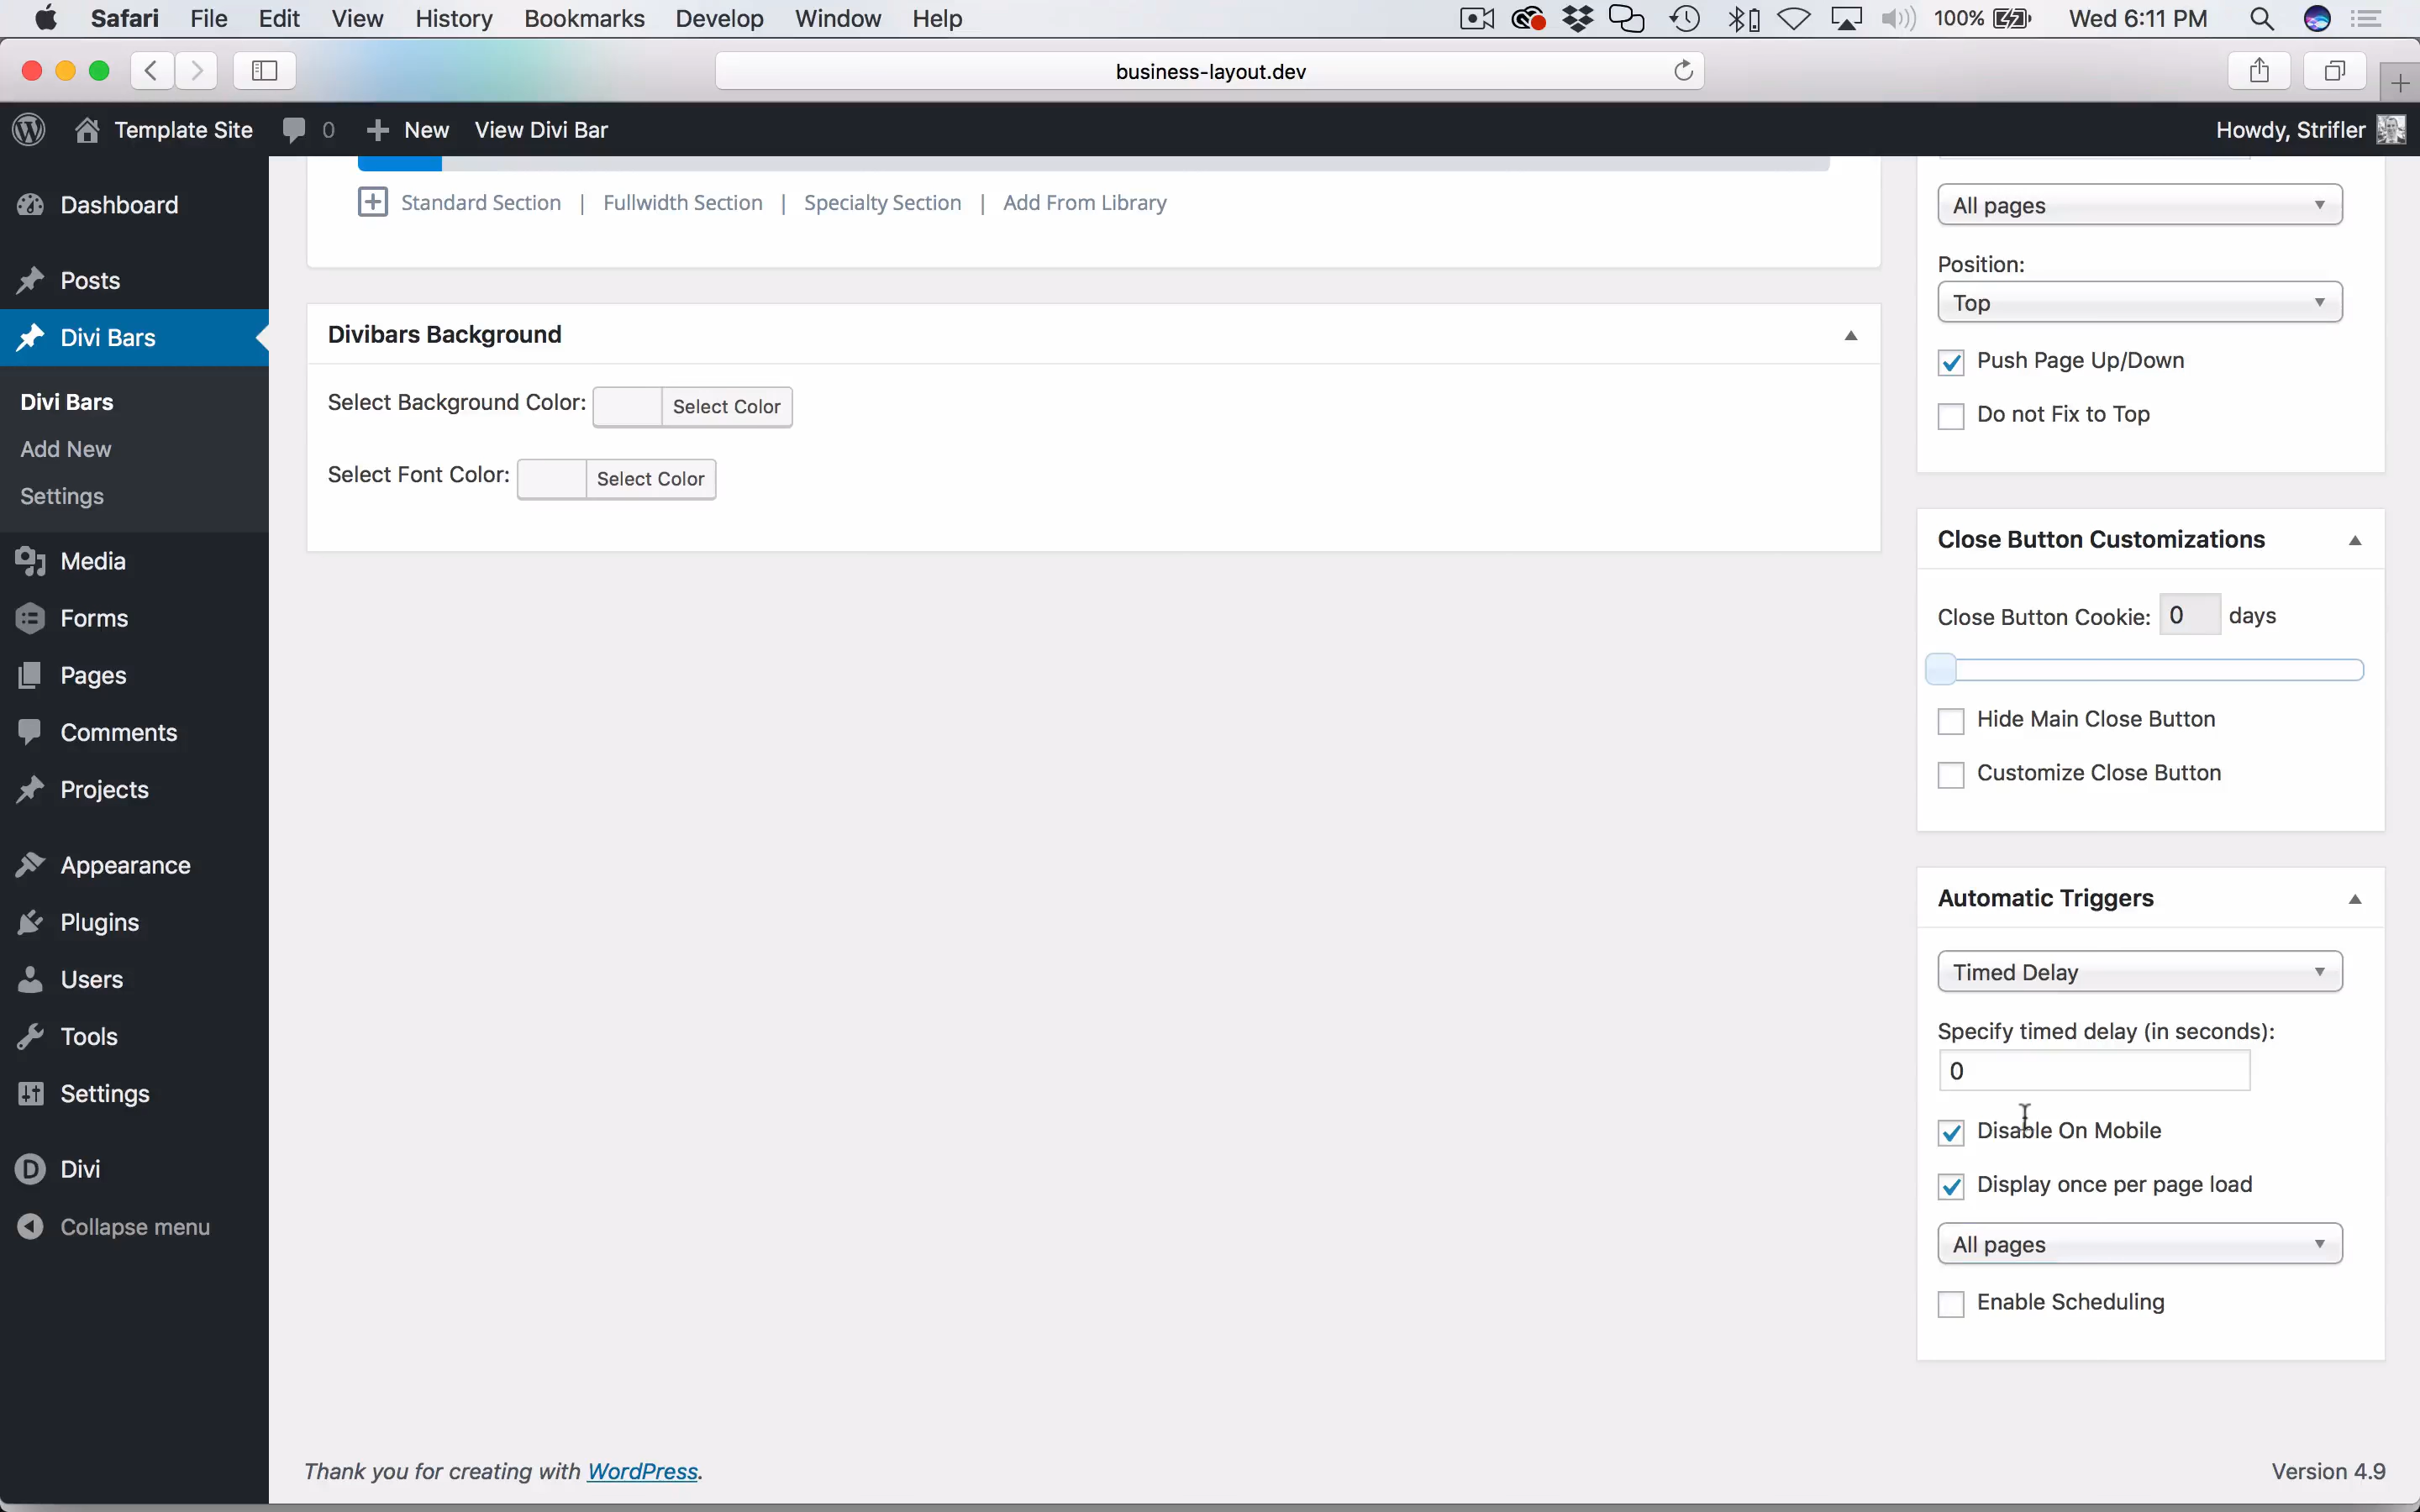 Safari File Edit View History Bookmarks Develop Window Help 100% Wed 6:11 PM
business-layout.dev
Template Site 0 New View Divi Bar Howdy, Strifler
Dashboard
Posts
Divi Bars
Divi Bars
Add New
Settings
Media
Forms
Pages
Comments
Projects
Appearance
Plugins
Users
Tools
Settings
D Divi
Collapse menu
Standard Section | Fullwidth Section | Specialty Section | Add From Library
Divibars Background
Select Background Color: Select Color
Select Font Color: Select Color
All pages
Position:
Top
Push Page Up/Down
Do not Fix to Top
Close Button Customizations
Close Button Cookie: 0 days
Hide Main Close Button
Customize Close Button
Automatic Triggers
Timed Delay
Specify timed delay (in seconds):
0
Disable On Mobile
Display once per page load
All pages
Enable Scheduling
Thank you for creating with WordPress. Version 4.9